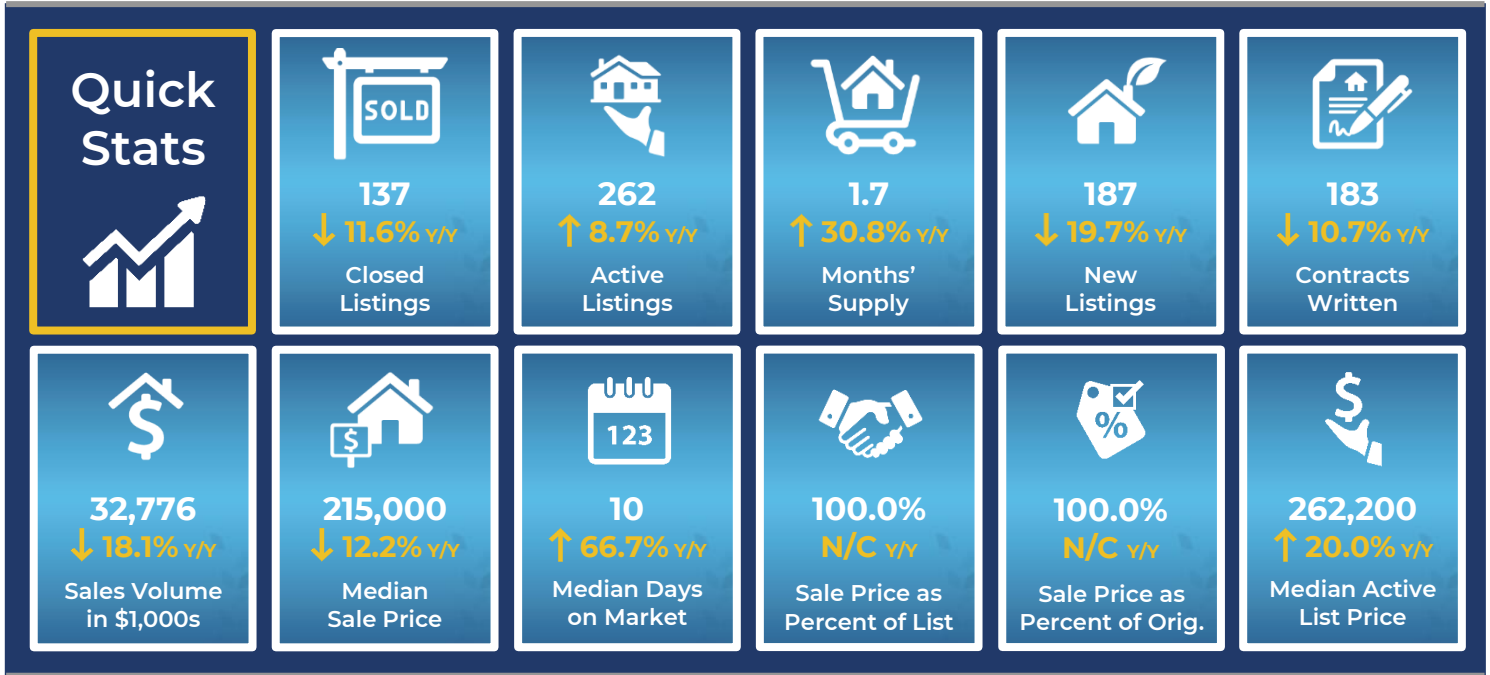 Quick
Stats
SOLD
137
↓ 11.6% Y/Y
Closed
Listings
262
↑ 8.7% Y/Y
Active
Listings
1.7
↑ 30.8% Y/Y
Months’
Supply
187
↓ 19.7% Y/Y
New
Listings
183
↓ 10.7% Y/Y
Contracts
Written
$
32,776
↓ 18.1% Y/Y
Sales Volume
in $1,000s
$
215,000
↓ 12.2% Y/Y
Median
Sale Price
123
10
↑ 66.7% Y/Y
Median Days
on Market
100.0%
N/C Y/Y
Sale Price as
Percent of List
%
100.0%
N/C Y/Y
Sale Price as
Percent of Orig.
$
262,200
↑ 20.0% Y/Y
Median Active
List Price